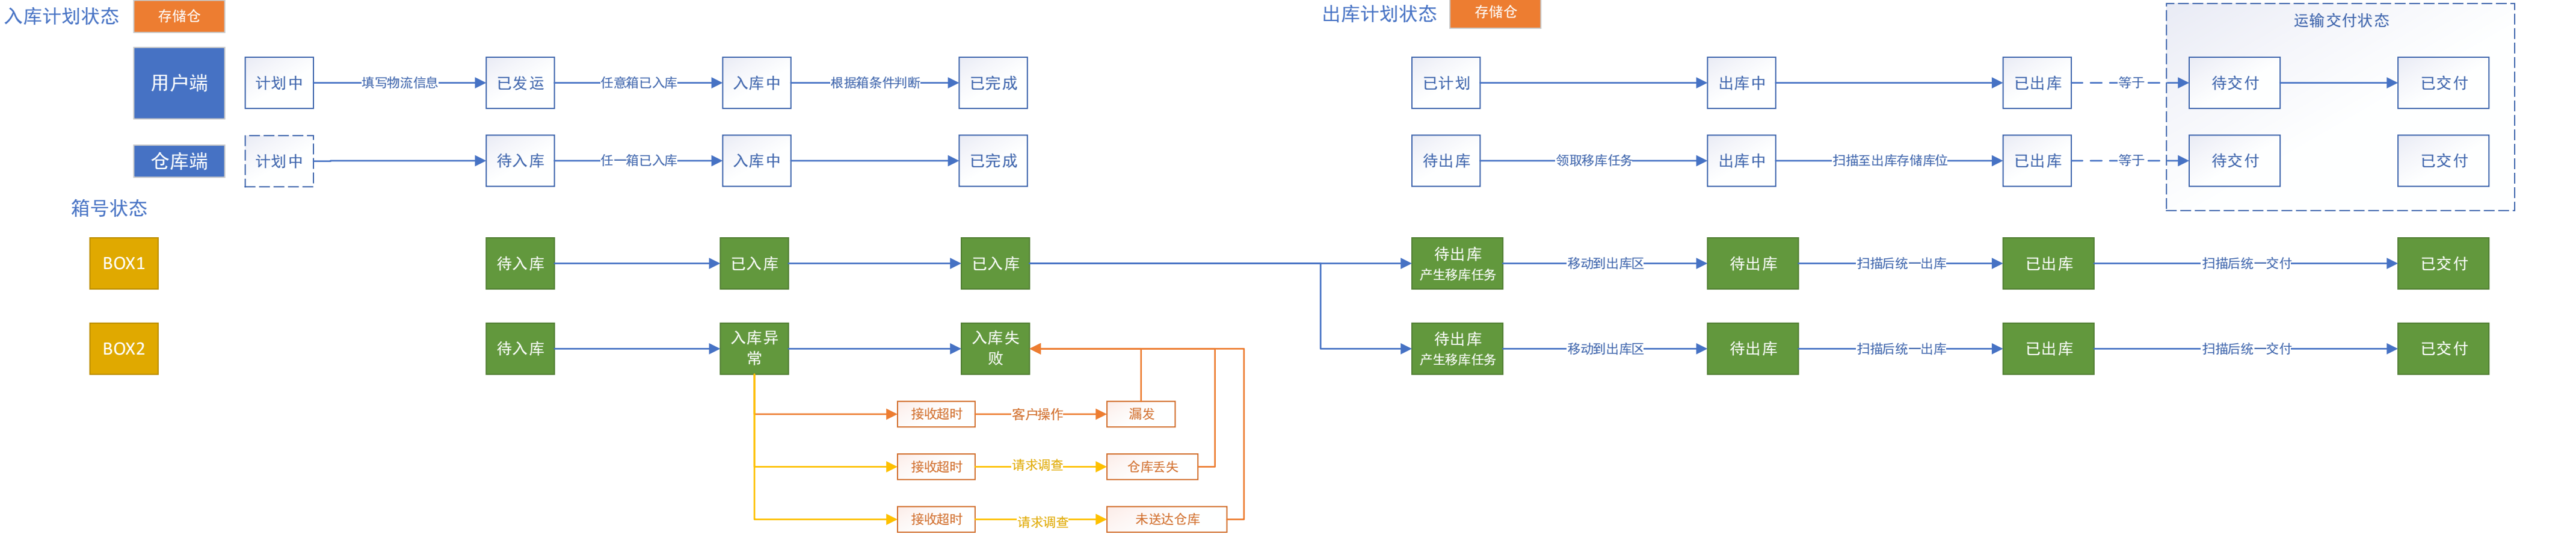 入库计划状态
存储仓
出库计划状态
存储仓
运输交付状态
用户端
计划中
填写物流信息
已发运
任意箱已入库
入库中
根据箱条件判断
已完成
已计划
出库中
已出库
等于
待交付
已交付
仓库端
计划中
待入库
任一箱已入库
入库中
已完成
待出库
领取移库任务
出库中
扫描至出库存储库位
已出库
等于
待交付
已交付
箱号状态
BOX1
待入库
已入库
已入库
待出库
产生移库任务
移动到出库区
待出库
扫描后统一出库
已出库
扫描后统一交付
已交付
BOX2
待入库
入库异
常
入库失
败
待出库
产生移库任务
移动到出库区
待出库
扫描后统一出库
已出库
扫描后统一交付
已交付
接收超时
客户操作
漏发
接收超时
请求调查
仓库丢失
接收超时
请求调查
未送达仓库